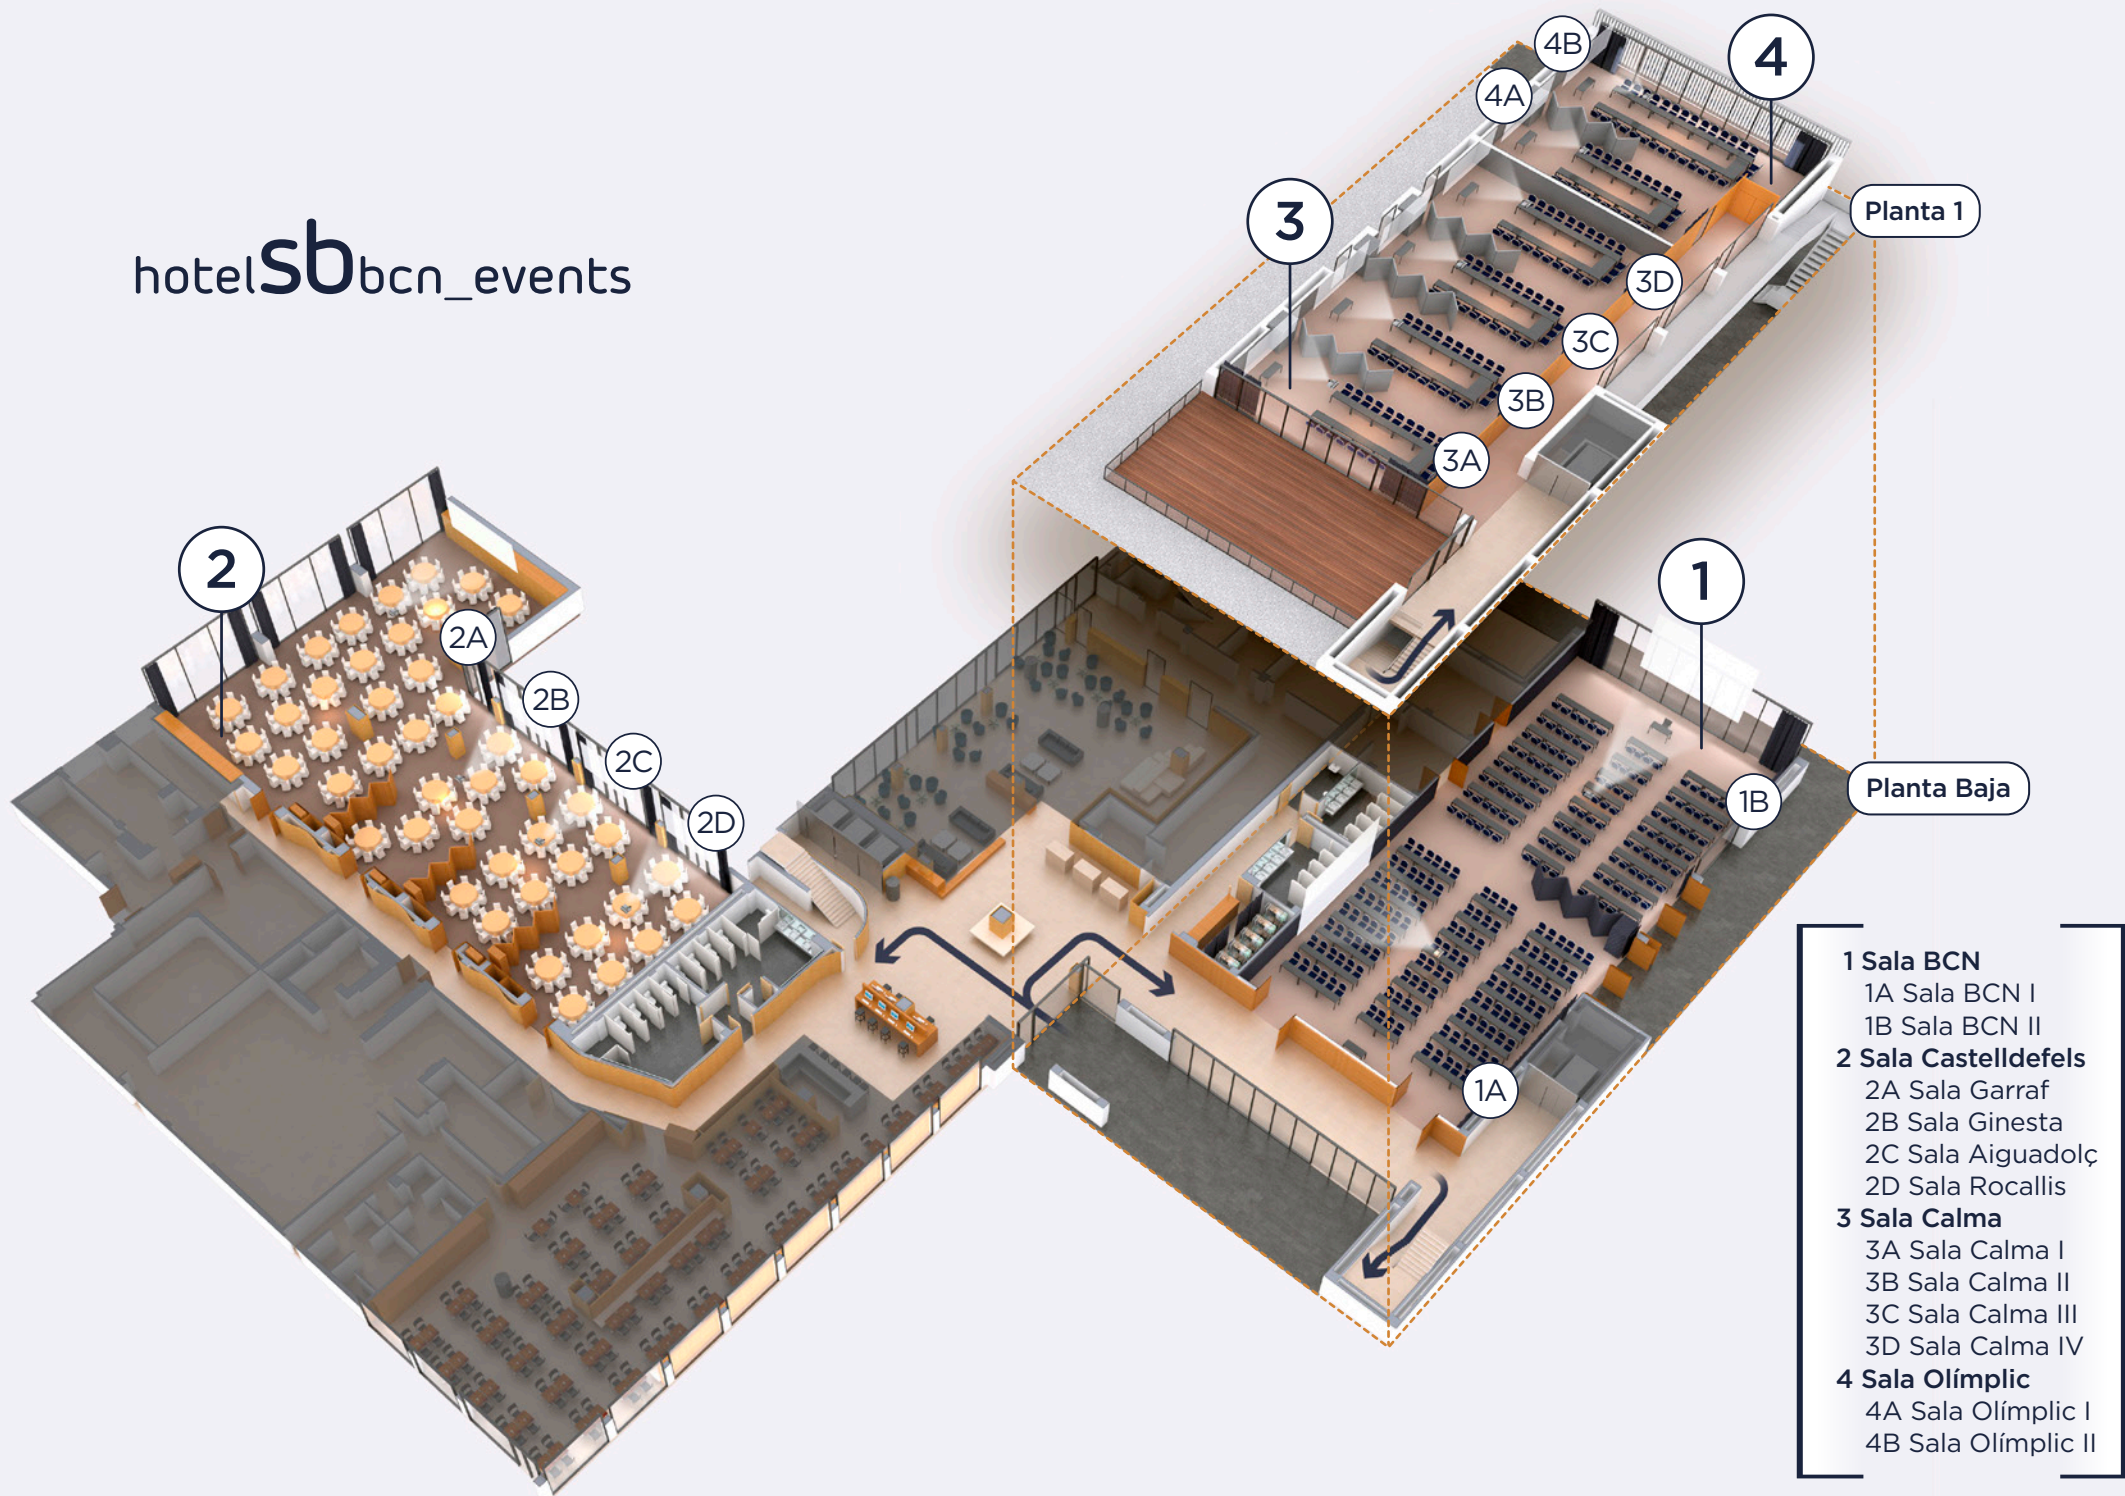 hotelsbbcn_events
4B
4
4A
3
Planta 1
3D
3C
3B
3A
2
1
2A
2B
2C
2D
Planta Baja
1B
1A
1 Sala BCN
1A Sala BCN I
1B Sala BCN II
2 Sala Castelldefels
2A Sala Garraf
2B Sala Ginesta
2C Sala Aiguadolç
2D Sala Rocallis
3 Sala Calma
3A Sala Calma I
3B Sala Calma II
3C Sala Calma III
3D Sala Calma IV
4 Sala Olímplic
4A Sala Olímplic I
4B Sala Olímplic II